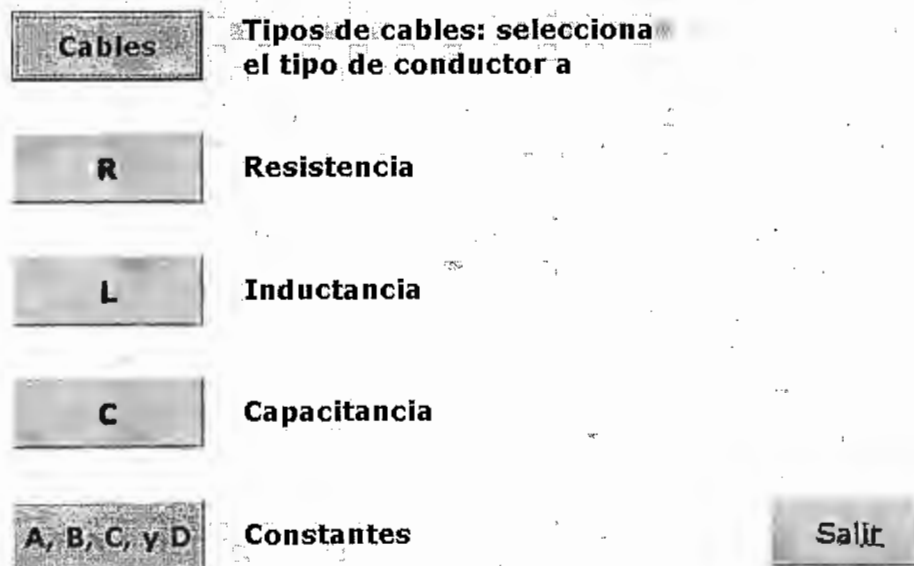 Cables
Tipos de cables: selecciona
el tipo de conductor a
R
Resistencia
L
Inductancia
C
Capacitancia
A, B, C, y D
Constantes
Salir